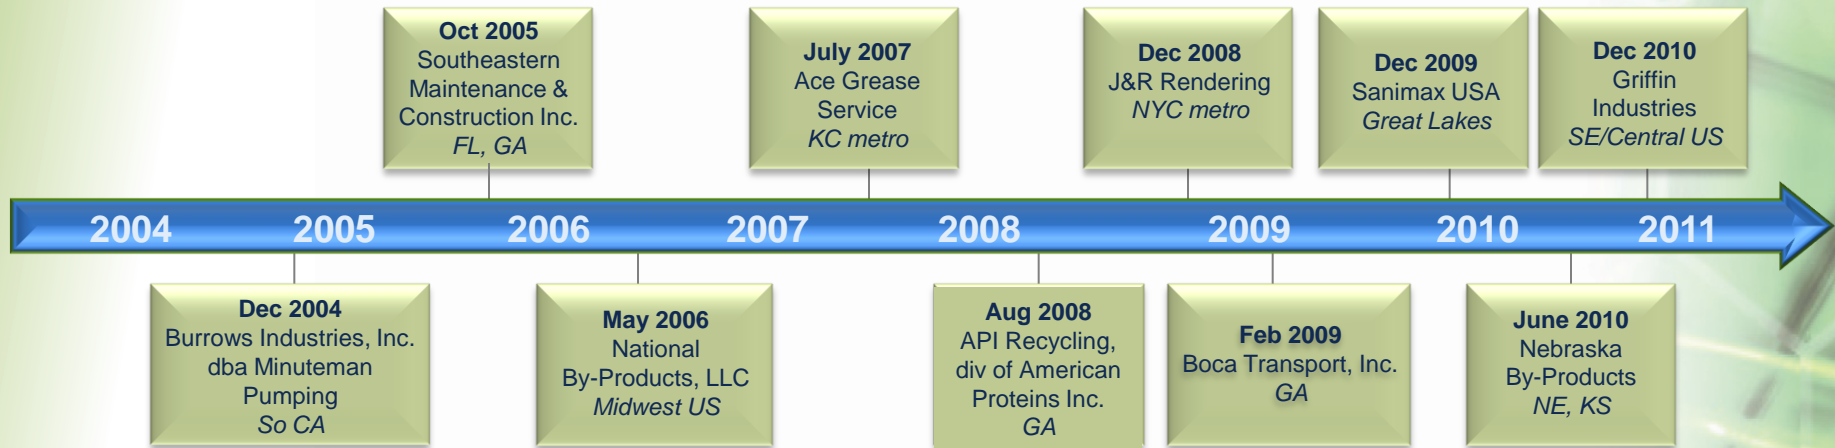 Oct 2005
Southeastern
Maintenance &
Construction Inc.
FL, GA
July 2007
Ace Grease
Service
KC metro
Dec 2008
J&R Rendering
NYC metro
Dec 2009
Sanimax USA
Great Lakes
Dec 2010
Griffin
Industries
SE/Central US
2004 2005 2006 2007 2008 2009 2010 2011
Dec 2004
Burrows Industries, Inc.
dba Minuteman
Pumping
So CA
May 2006
National
By-Products, LLC
Midwest US
Aug 2008
API Recycling,
div of American
Proteins Inc.
GA
Feb 2009
Boca Transport, Inc.
GA
June 2010
Nebraska
By-Products
NE, KS